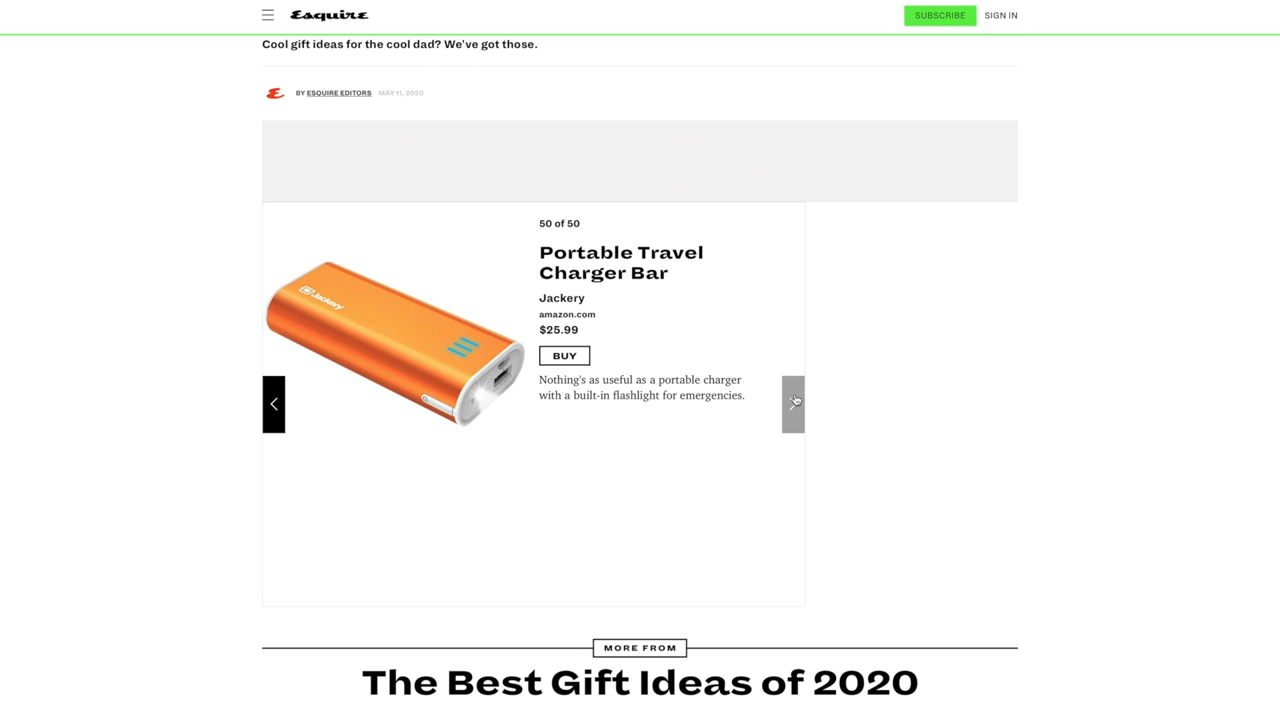 Esquire
SUBSCRIBE
SIGN IN
Cool gift ideas for the cool dad? We've got those.
BY ESQUIRE EDITORS MAY 11, 2020
50 of 50
Portable Travel
Charger Bar
Jackery
amazon.com
$25.99
BUY
Nothing's as useful as a portable charger
with a built-in flashlight for emergencies.
Jackery
MORE FROM
The Best Gift Ideas of 2020